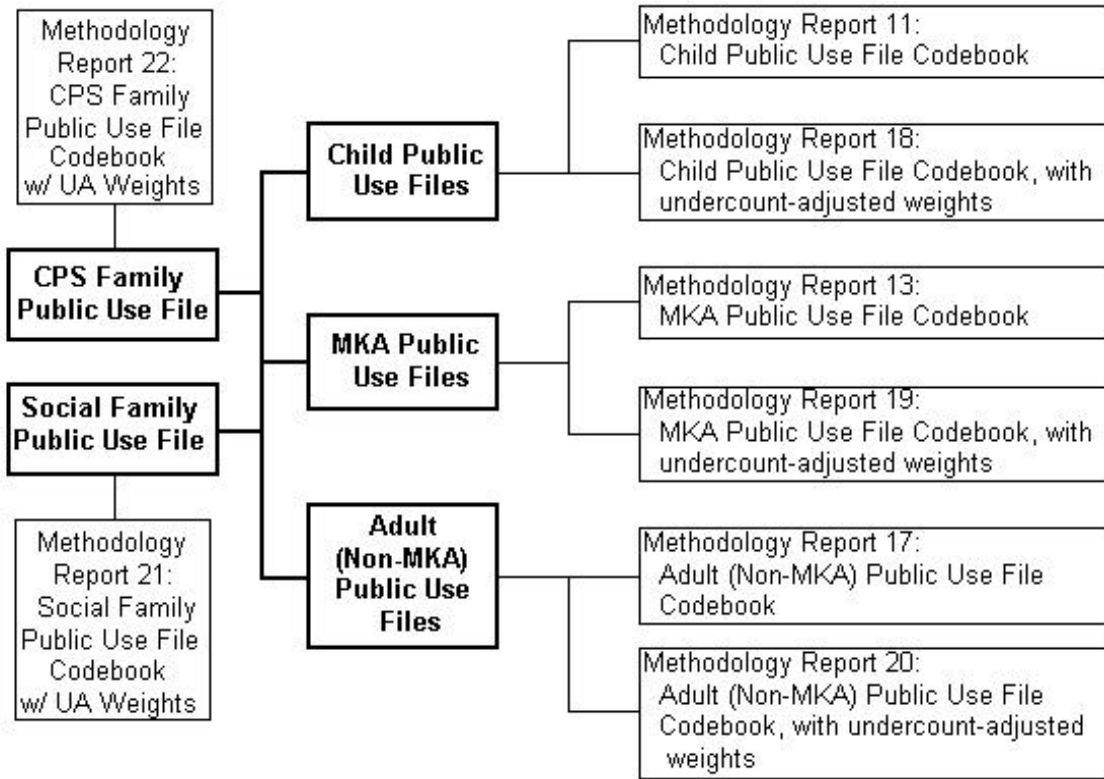 Methodology
Report 22:
CPS Family
Public Use File
Codebook
w/ UA Weights
CPS Family
Public Use File
Social Family
Public Use File
Methodology
Report 21:
Social Family
Public Use File
Codebook
w/ UA Weights
Child Public
Use Files
MKA Public
Use Files
Adult
(Non-MKA)
Public Use
Files
Methodology Report 11:
Child Public Use File Codebook
Methodology Report 18:
Child Public Use File Codebook, with
undercount-adjusted weights
Methodology Report 13:
MKA Public Use File Codebook
Methodology Report 19:
MKA Public Use File Codebook, with
undercount-adjusted weights
Methodology Report 17:
Adult (Non-MKA) Public Use File
Codebook
Methodology Report 20:
Adult (Non-MKA) Public Use File
Codebook, with undercount-adjusted
weights